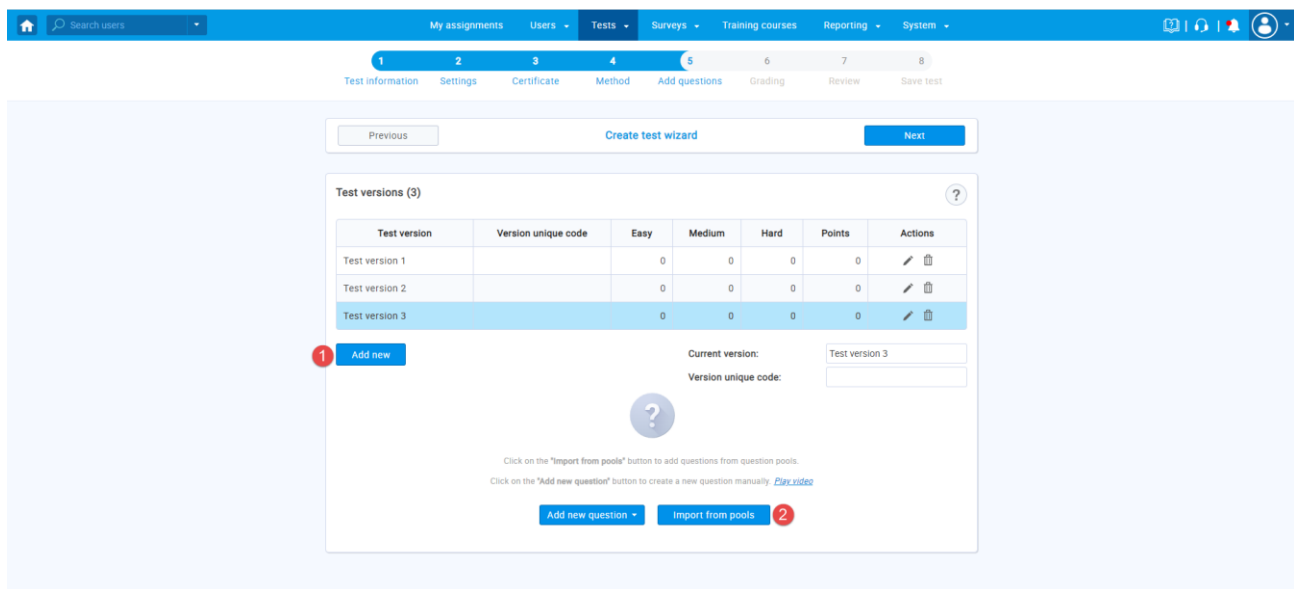 Search users My assignments Users Tests Surveys Training courses Reporting System
1 2 3 4 5 6 7 8
Test information Settings Certificate Method Add questions Grading Review Save test
Previous Create test wizard Next
Test versions (3) ?
Test version Version unique code Easy Medium Hard Points Actions
Test version 1 0 0 0 0
Test version 2 0 0 0 0
Test version 3 0 0 0 0
1 Add new Current version: Test version 3
Version unique code:
?
Click on the "Import from pools" button to add questions from question pools.
Click on the "Add new question" button to create a new question manually. Play video
Add new question Import from pools 2